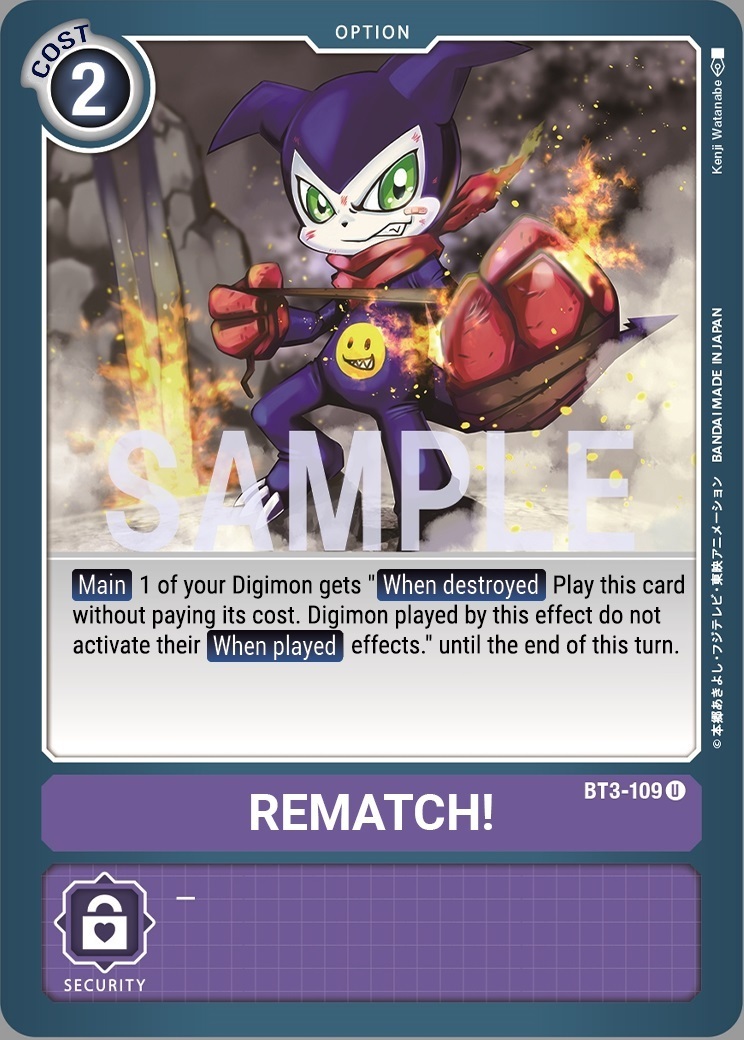 OPTION
COST
2
Kenji Watanabe
SAMPLE
Main 1 of your Digimon gets "When destroyed Play this card
without paying its cost. Digimon played by this effect do not
activate their When played effects." until the end of this turn.
© 本郷あきよし・フジテレビ・東映アニメーション BANDAI MADE IN JAPAN
BT3-109 U
REMATCH!
–
SECURITY